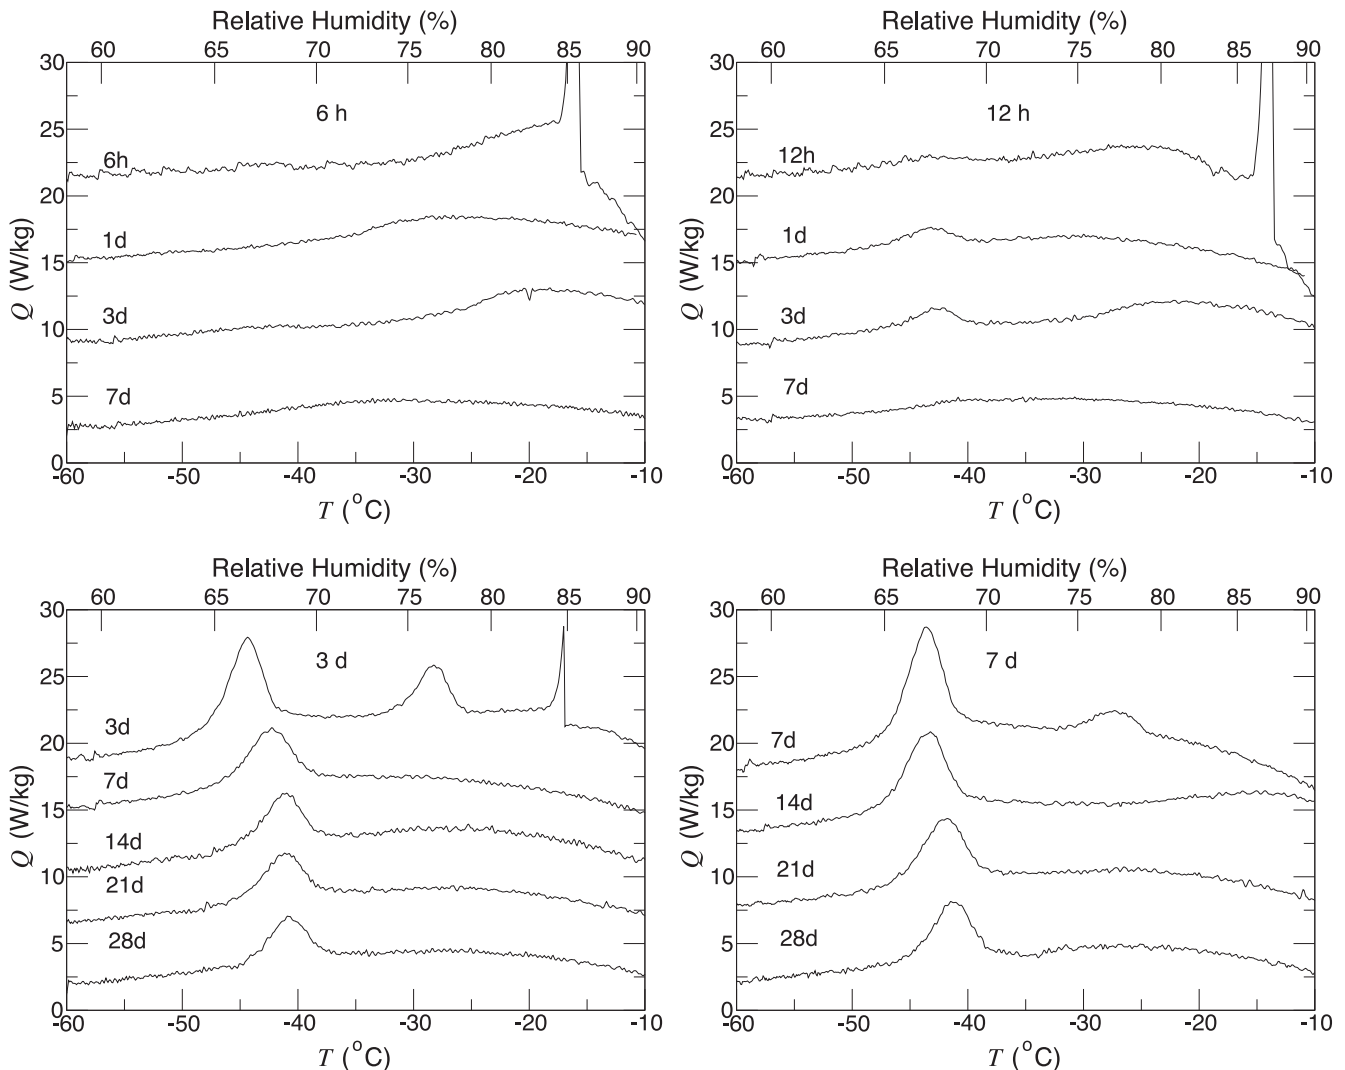 Relative Humidity (%)
60 65 70 75 80 85 90
30
25
20
15
10
5
0
6 h
6h
1d
3d
7d
Q (W/kg)
-60 -50 -40 -30 -20 -10
T (°C)
Relative Humidity (%)
60 65 70 75 80 85 90
30
25
20
15
10
5
0
12 h
12h
1d
3d
7d
Q (W/kg)
-60 -50 -40 -30 -20 -10
T (°C)
Relative Humidity (%)
60 65 70 75 80 85 90
30
25
20
15
10
5
0
3 d
3d
7d
14d
21d
28d
Q (W/kg)
-60 -50 -40 -30 -20 -10
T (°C)
Relative Humidity (%)
60 65 70 75 80 85 90
30
25
20
15
10
5
0
7 d
7d
14d
21d
28d
Q (W/kg)
-60 -50 -40 -30 -20 -10
T (°C)